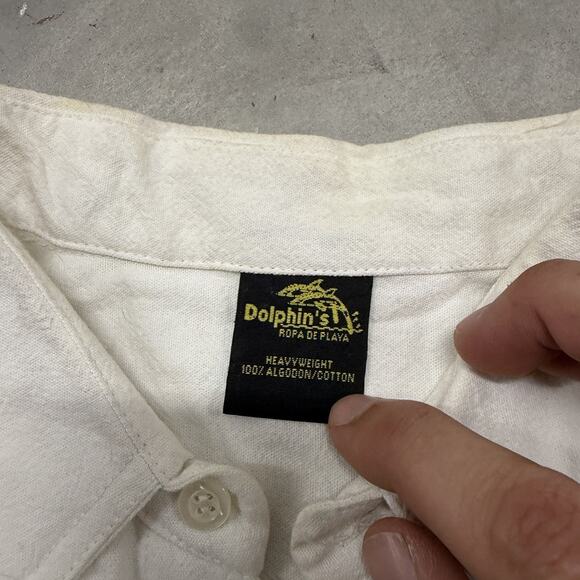 Dolphin's
ROPA DE PLAYA
HEAVYWEIGHT
100% ALGODON/COTTON